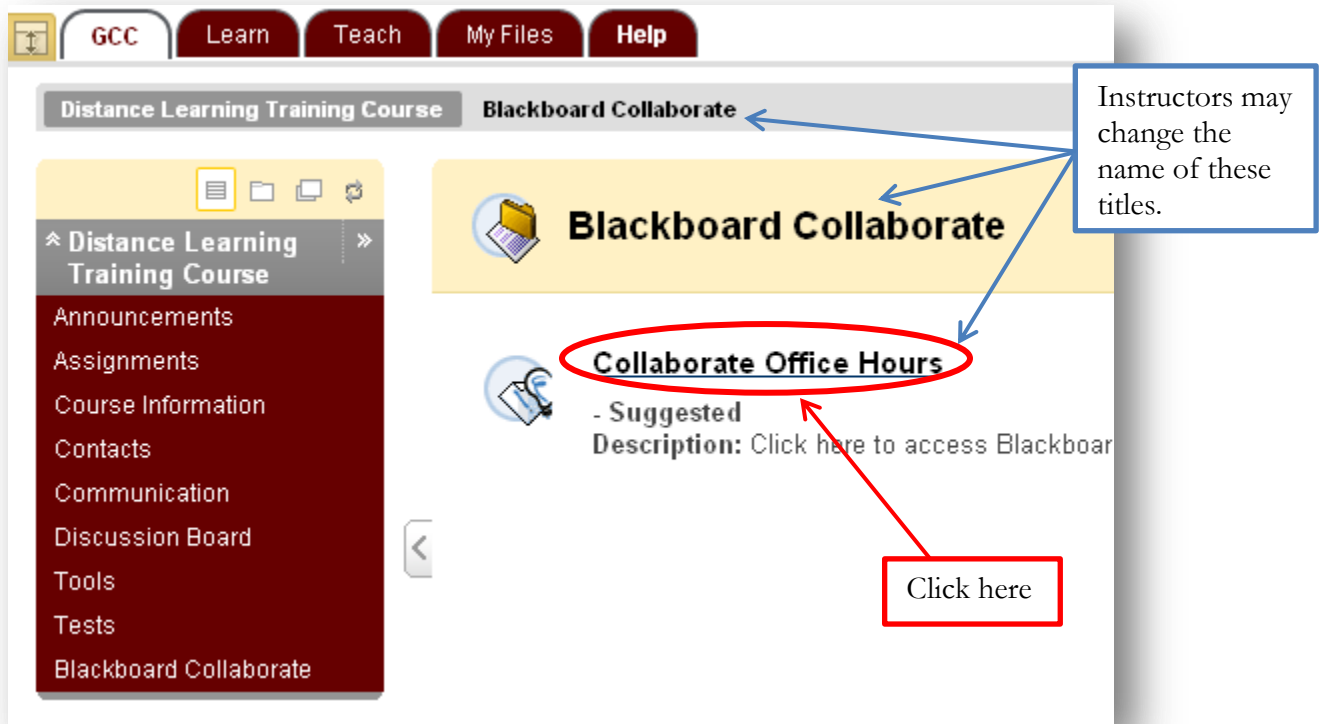 GCC Learn Teach My Files Help
Distance Learning Training Course Blackboard Collaborate
Instructors may
change the
name of these
titles.
Distance Learning
Training Course
Announcements
Assignments
Course Information
Contacts
Communication
Discussion Board
Tools
Tests
Blackboard Collaborate
Blackboard Collaborate
Collaborate Office Hours
- Suggested
Description: Click here to access Blackboar
Click here